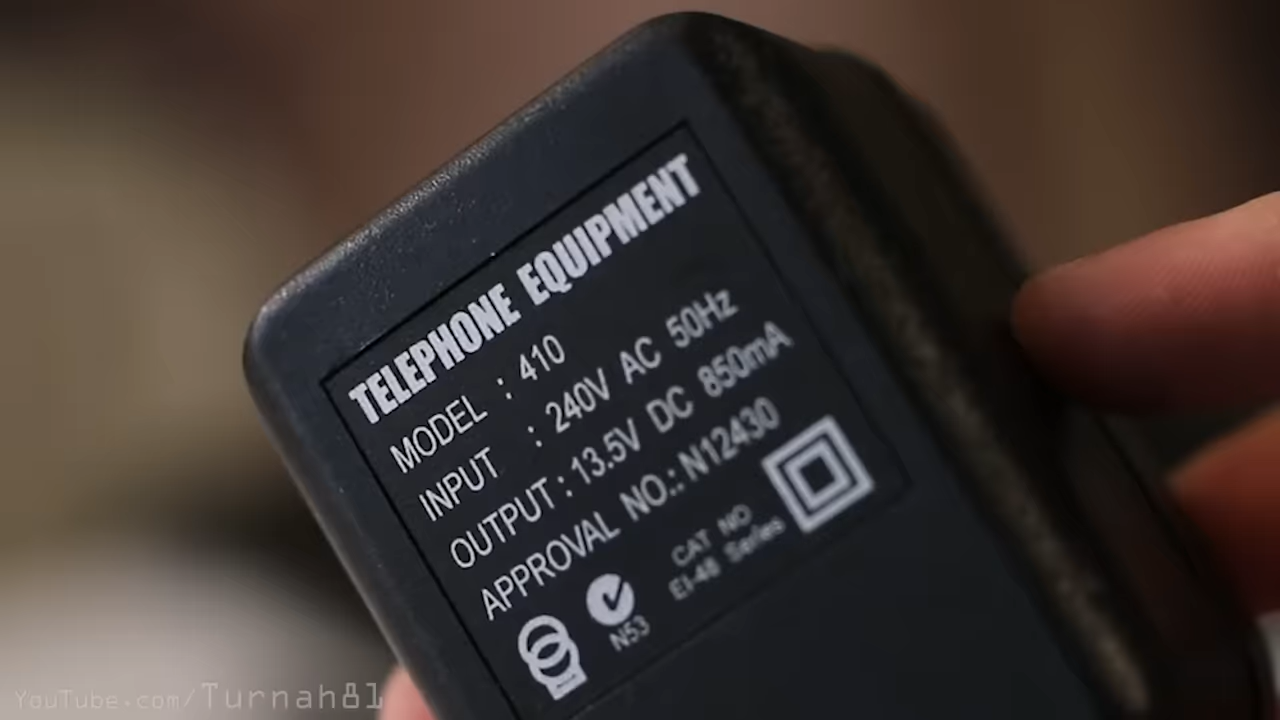 TELEPHONE EQUIPMENT
MODEL : 410
INPUT : 240V AC 50Hz
OUTPUT : 13.5V DC 850mA
APPROVAL NO.: N12430
CAT NO
EI-48 Series
N53
YouTube.com/Turnah81